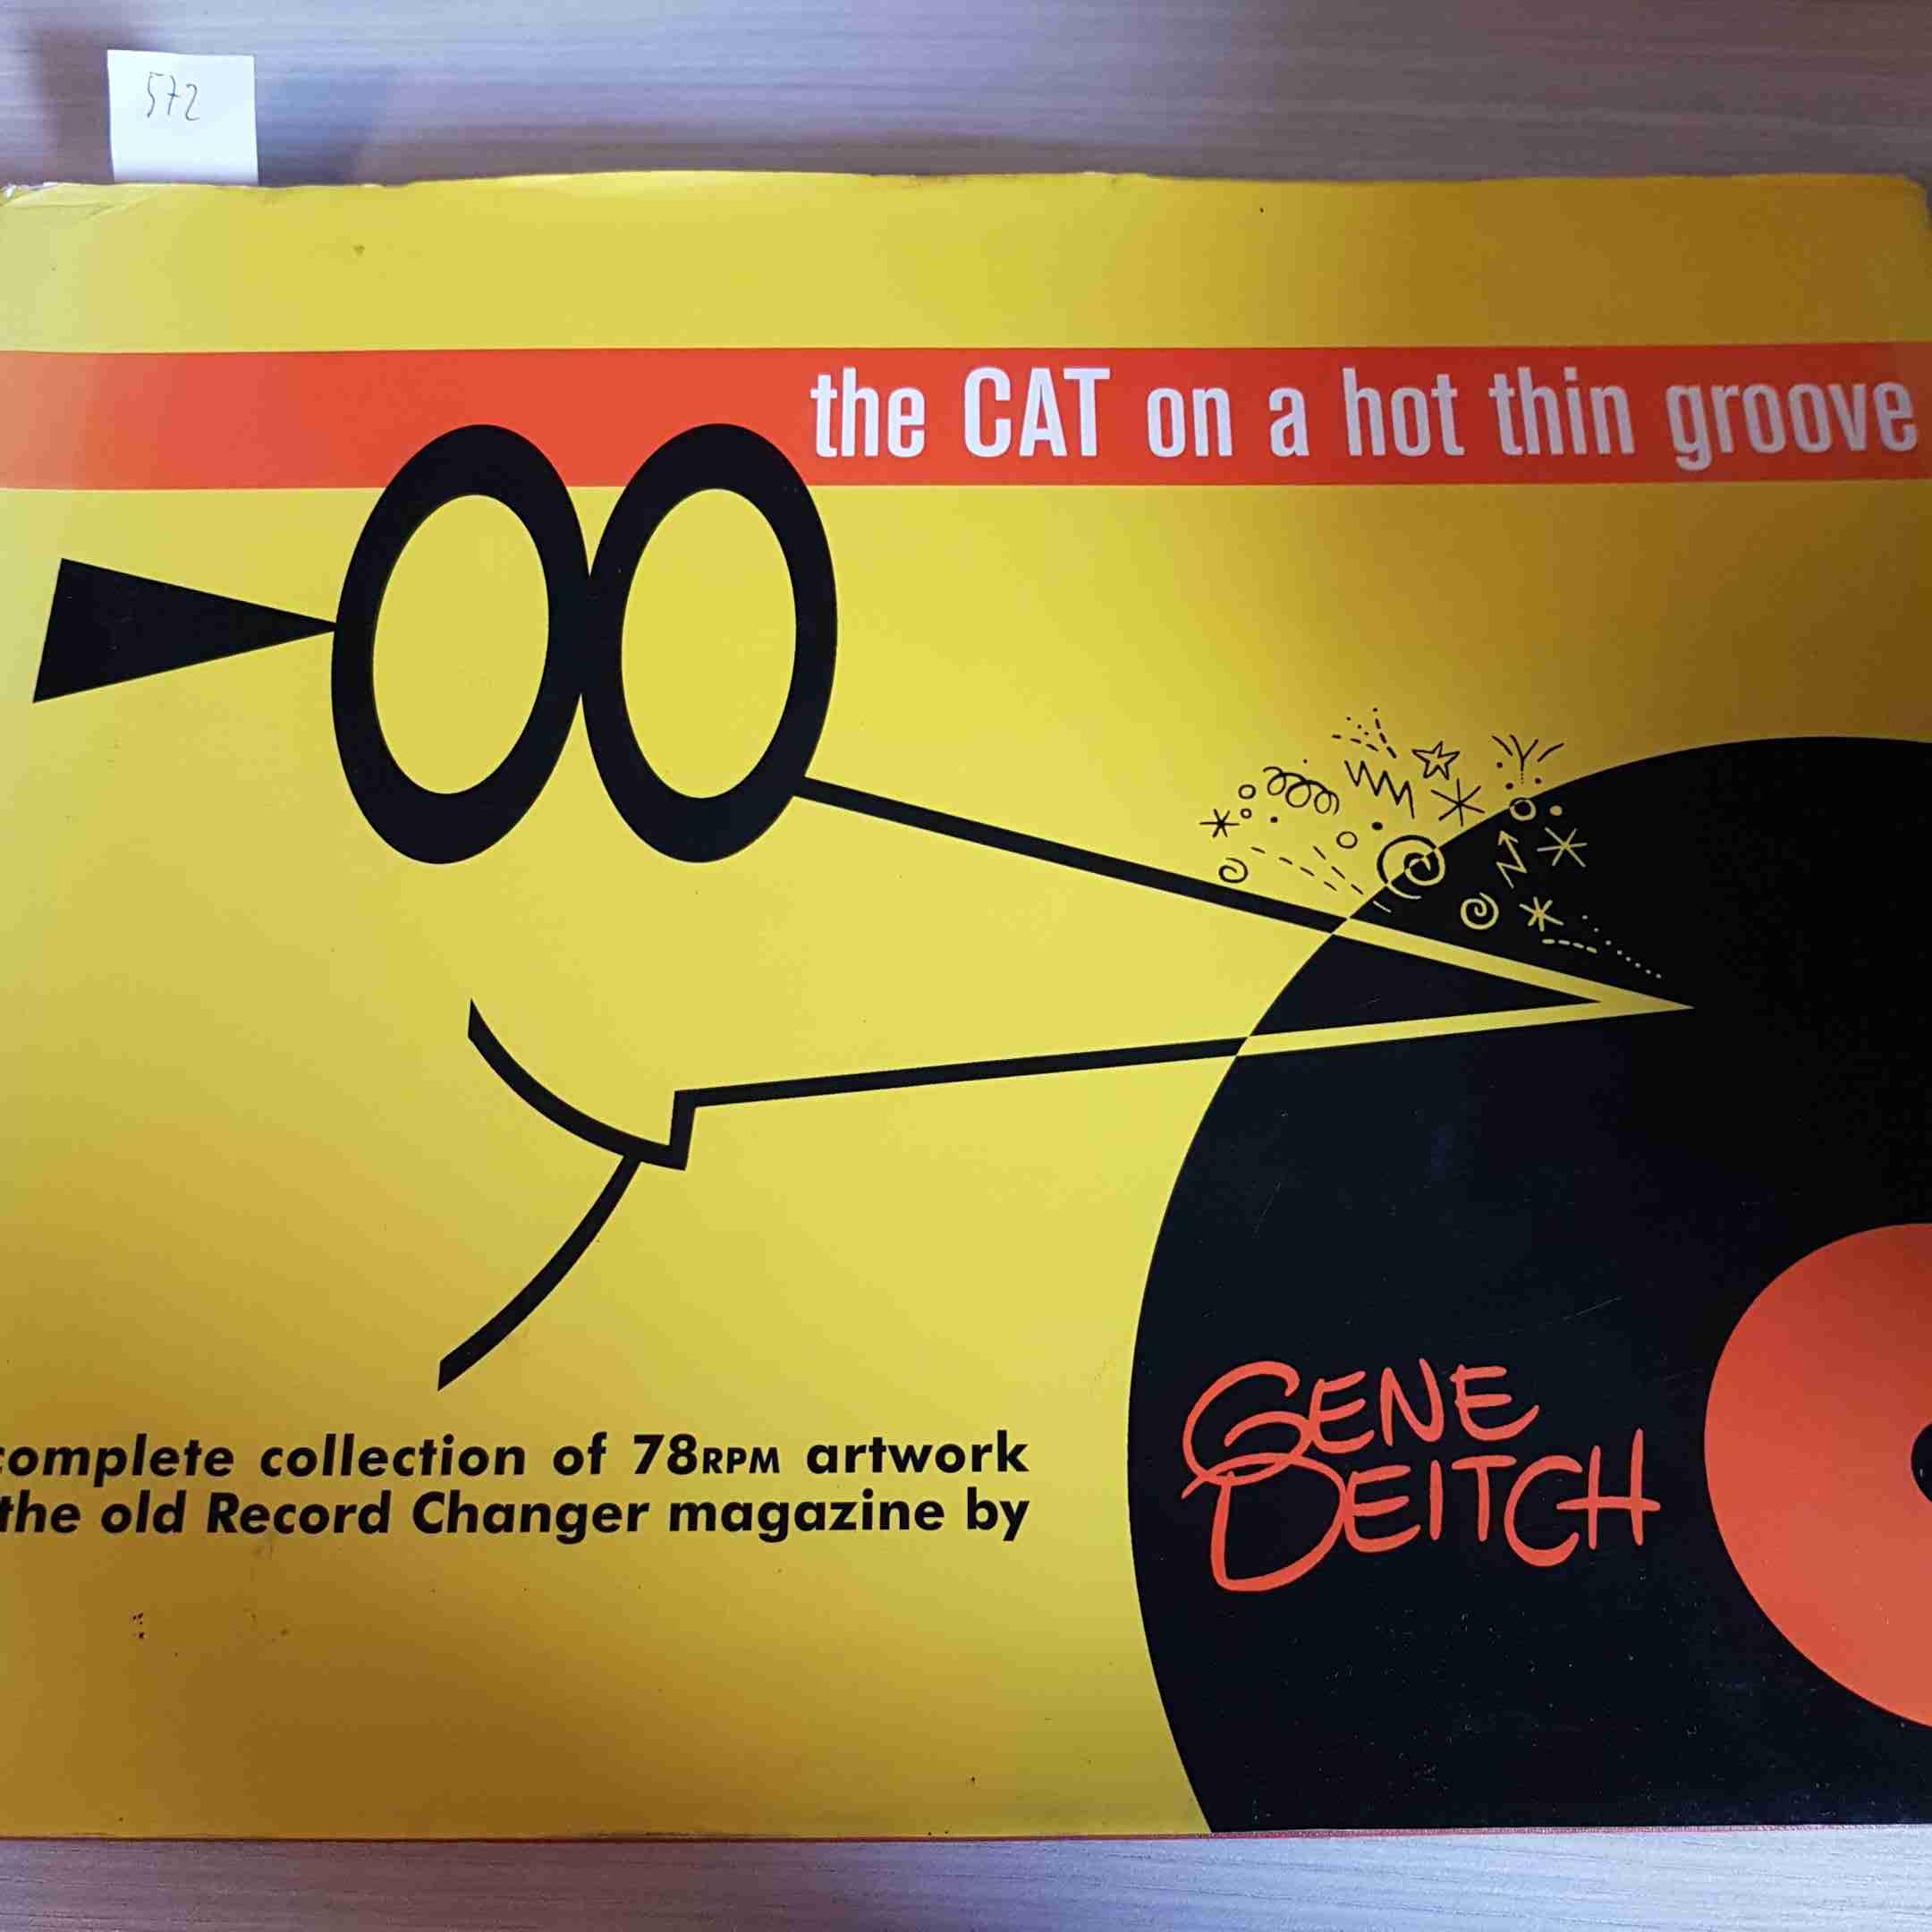 572
the CAT on a hot thin groove
complete collection of 78RPM artwork
the old Record Changer magazine by
GENE
DEITCH